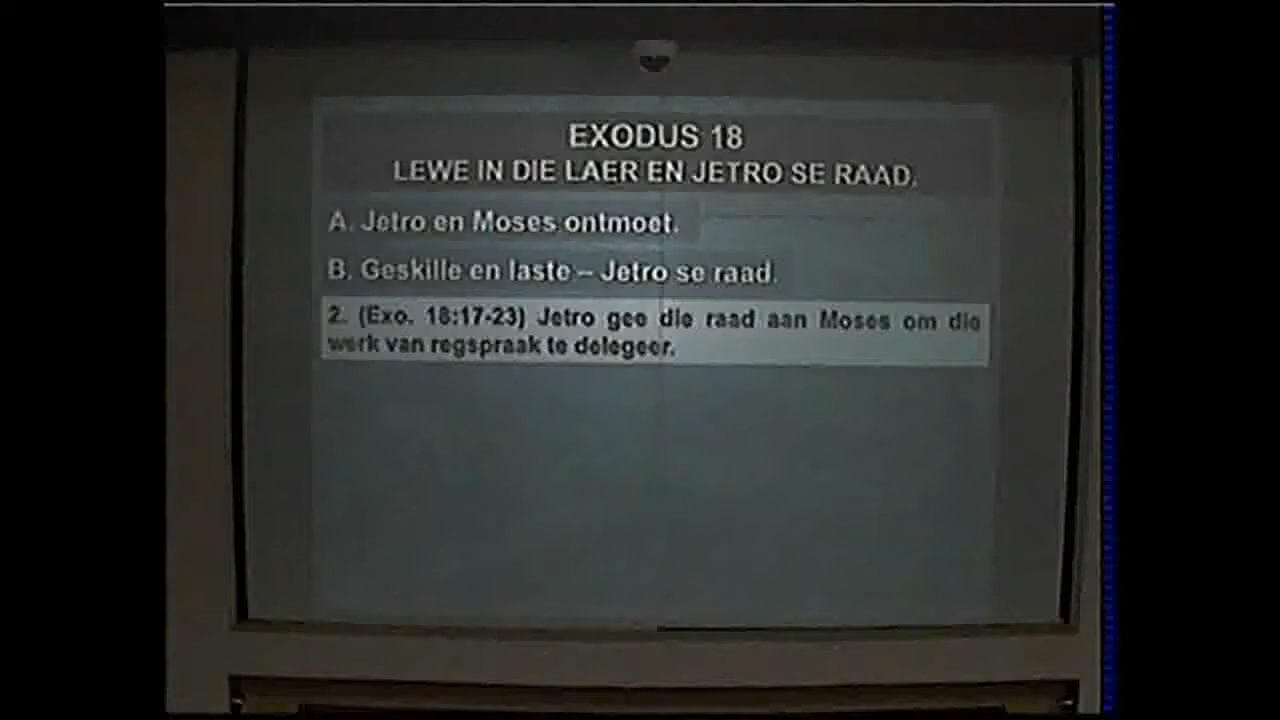 EXODUS 18
LEWE IN DIE LAER EN JETRO SE RAAD.
A. Jetro en Moses ontmoet.
B. Geskille en laste – Jetro se raad.
2. (Exo. 18:17-23) Jetro gee die raad aan Moses om die
werk van regspraak te delegeer.